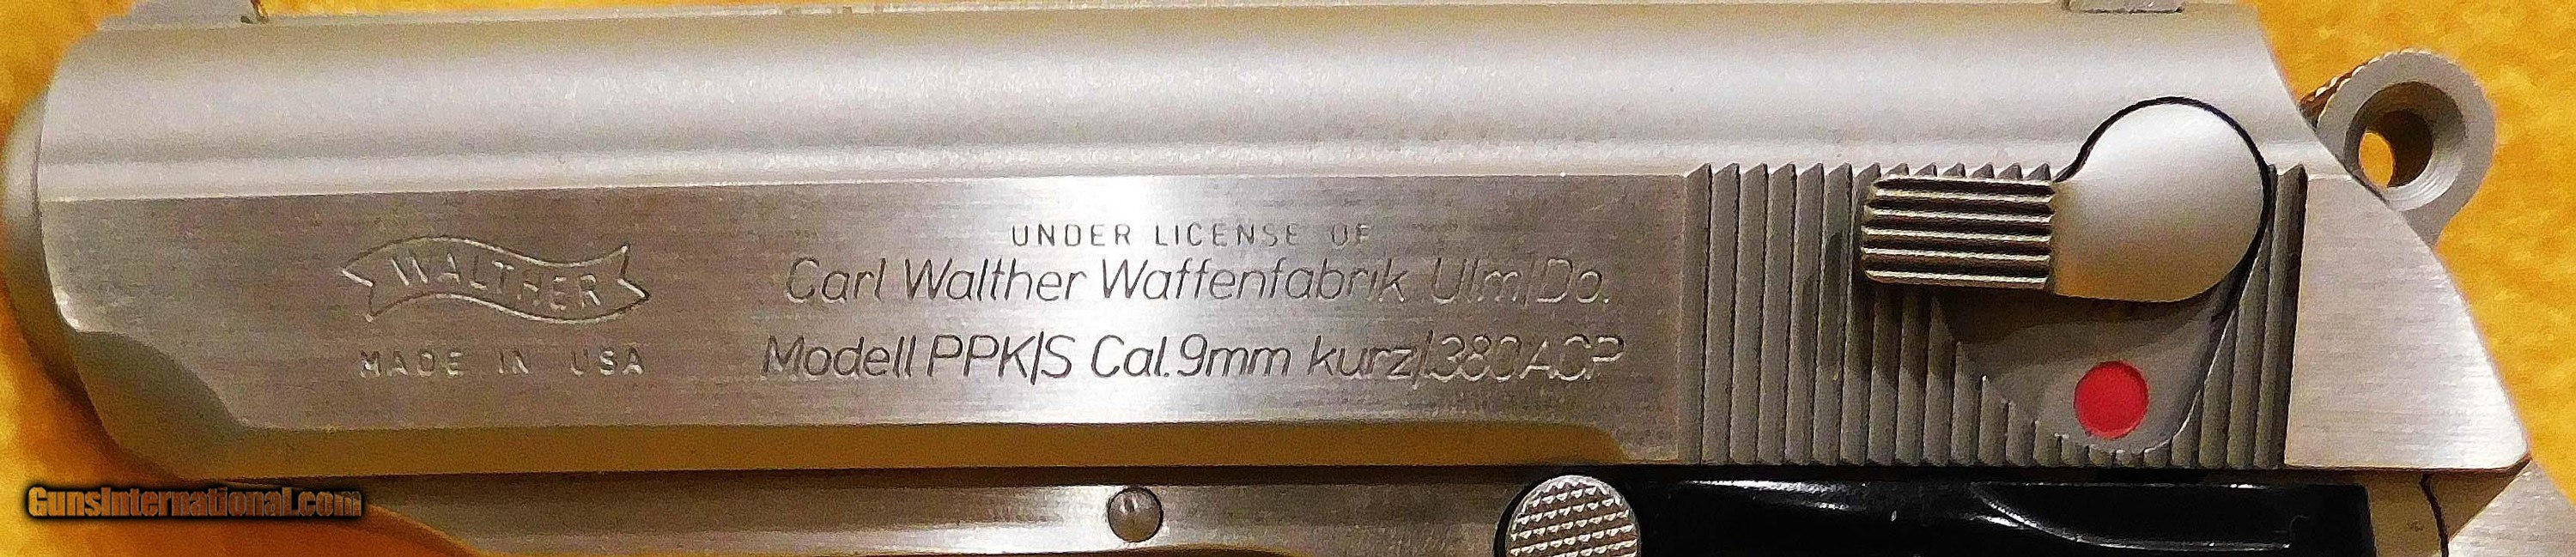 WALTHER
MADE IN USA
UNDER LICENSE OF
Carl Walther Waffenfabrik Ulm/Do.
Modell PPK/S Cal.9mm kurz/.380ACP
GunsInternational.com